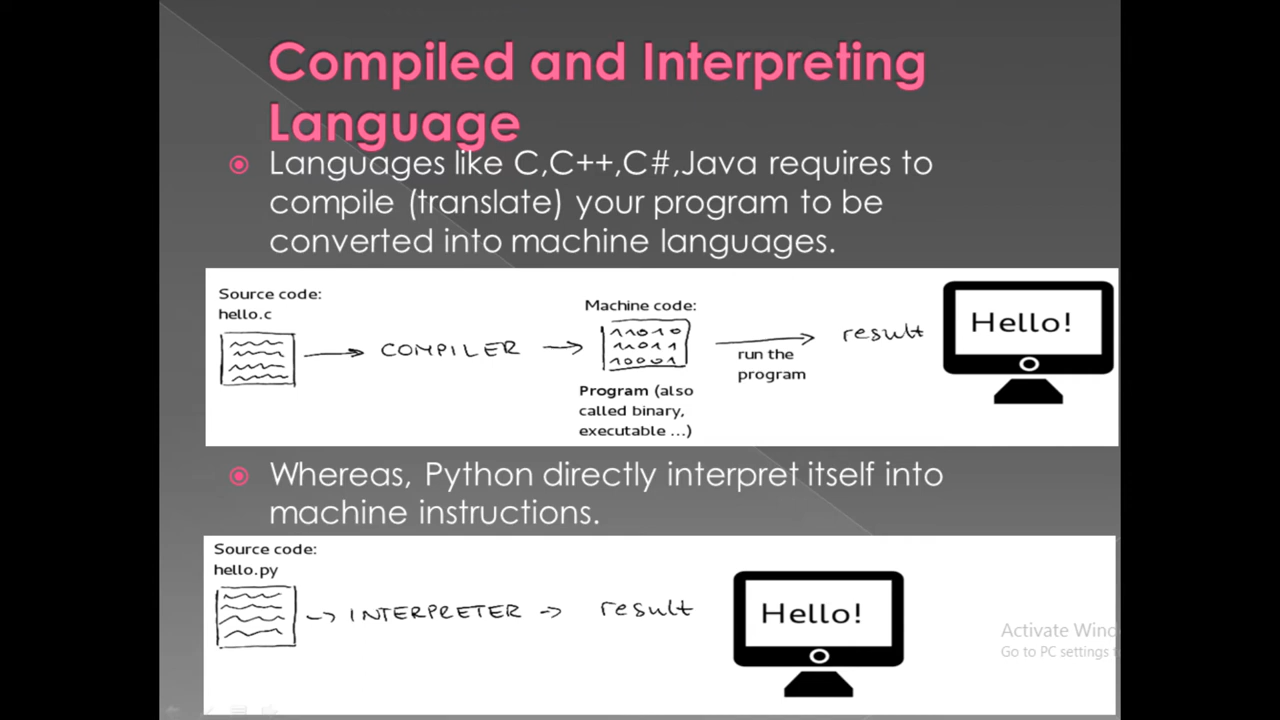 Compiled and Interpreting
Language
Languages like C,C++,C#,Java requires to
compile (translate) your program to be
converted into machine languages.
Source code:
hello.c
COMPILER
Machine code:
11010
11011
10001
Program (also
called binary,
executable ...)
run the
program
result
Hello!
Whereas, Python directly interpret itself into
machine instructions.
Source code:
hello.py
INTERPRETER
result
Hello!
Activate Wind
Go to PC settings t